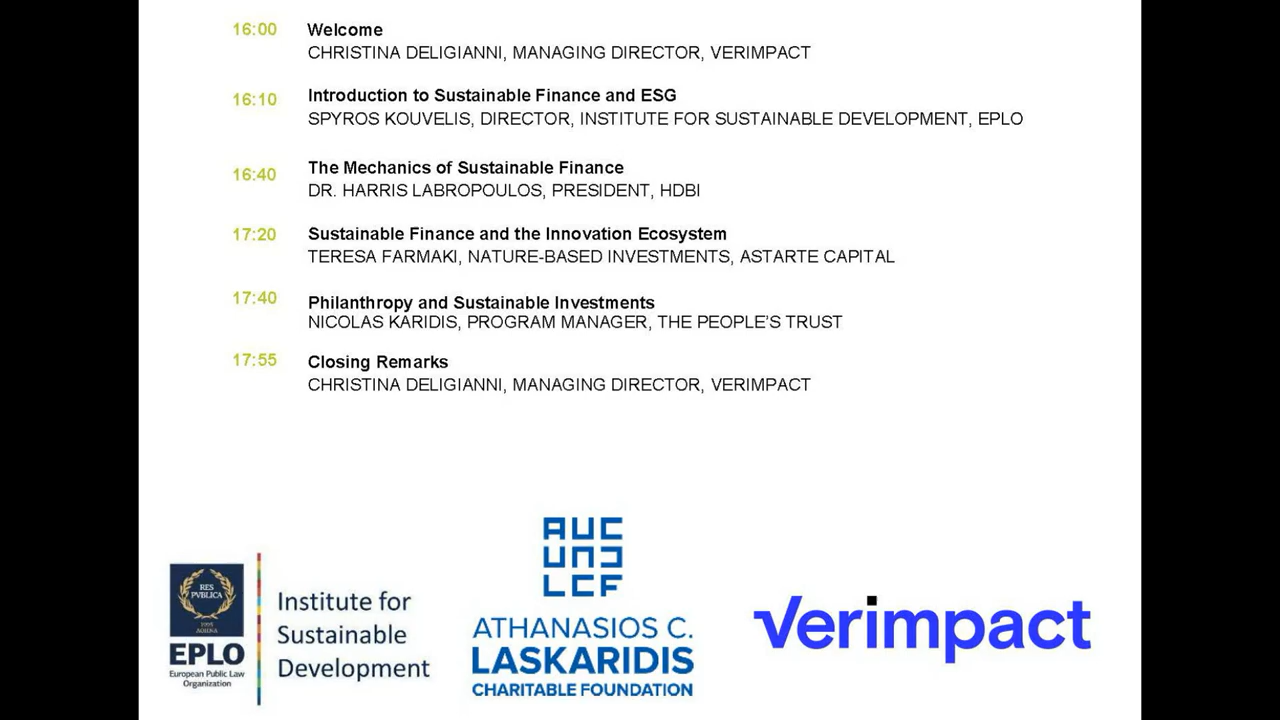 16:00 Welcome
CHRISTINA DELIGIANNI, MANAGING DIRECTOR, VERIMPACT
16:10 Introduction to Sustainable Finance and ESG
SPYROS KOUVELIS, DIRECTOR, INSTITUTE FOR SUSTAINABLE DEVELOPMENT, EPLO
16:40 The Mechanics of Sustainable Finance
DR. HARRIS LABROPOULOS, PRESIDENT, HDBI
17:20 Sustainable Finance and the Innovation Ecosystem
TERESA FARMAKI, NATURE-BASED INVESTMENTS, ASTARTE CAPITAL
17:40 Philanthropy and Sustainable Investments
NICOLAS KARIDIS, PROGRAM MANAGER, THE PEOPLE’S TRUST
17:55 Closing Remarks
CHRISTINA DELIGIANNI, MANAGING DIRECTOR, VERIMPACT
RES
PVBLICA
1995
AΘHNA
EPLO
European Public Law
Organization
Institute for
Sustainable
Development
AUC
LCF
ATHANASIOS C.
LASKARIDIS
CHARITABLE FOUNDATION
Verimpact